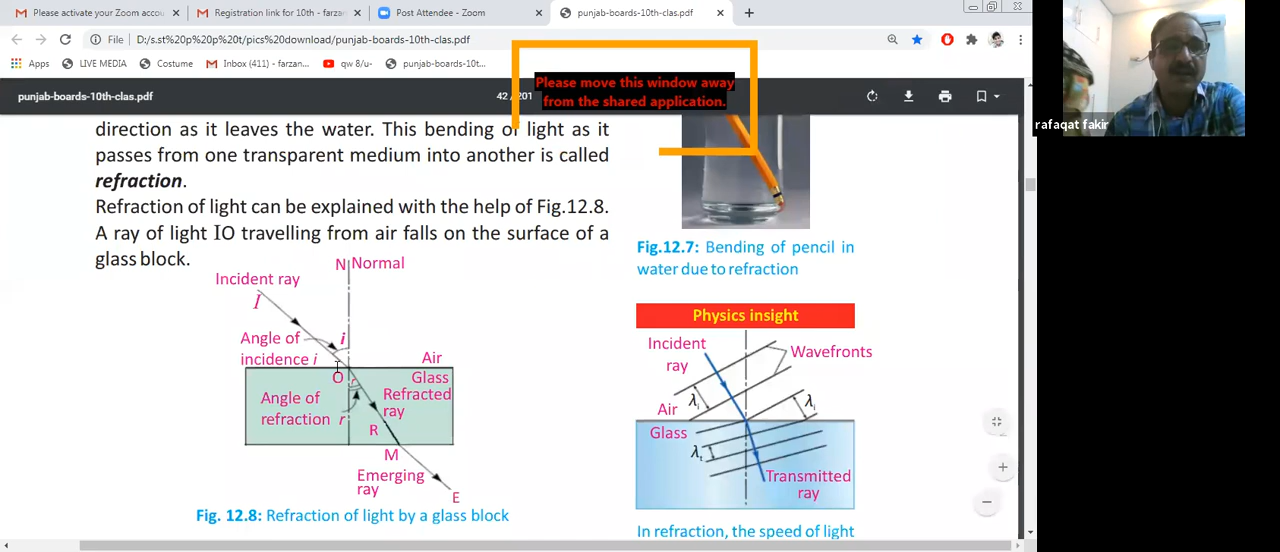 Please activate your Zoom accou
Registration link for 10th - farzan
Post Attendee - Zoom
punjab-boards-10th-clas.pdf
File
D:/s.st%20p%20p%20t/pics%20download/punjab-boards-10th-clas.pdf
Apps
LIVE MEDIA
Costume
Inbox (411) - farzan...
qw 8/u-
punjab-boards-10t...
Please move this window away
from the shared application.
punjab-boards-10th-clas.pdf
42 / 201
rafaqat fakir
direction as it leaves the water. This bending of light as it
passes from one transparent medium into another is called
refraction.
Refraction of light can be explained with the help of Fig.12.8.
A ray of light IO travelling from air falls on the surface of a
glass block.
N Normal
Incident ray
I
Angle of
incidence i
i
Air
O
r
Glass
Angle of
refraction r
Refracted
ray
R
M
Emerging
ray
E
Fig. 12.8: Refraction of light by a glass block
Fig.12.7: Bending of pencil in
water due to refraction
Physics insight
Incident
ray
Wavefronts
λi
λi
Air
Glass
λr
Transmitted
ray
In refraction, the speed of light